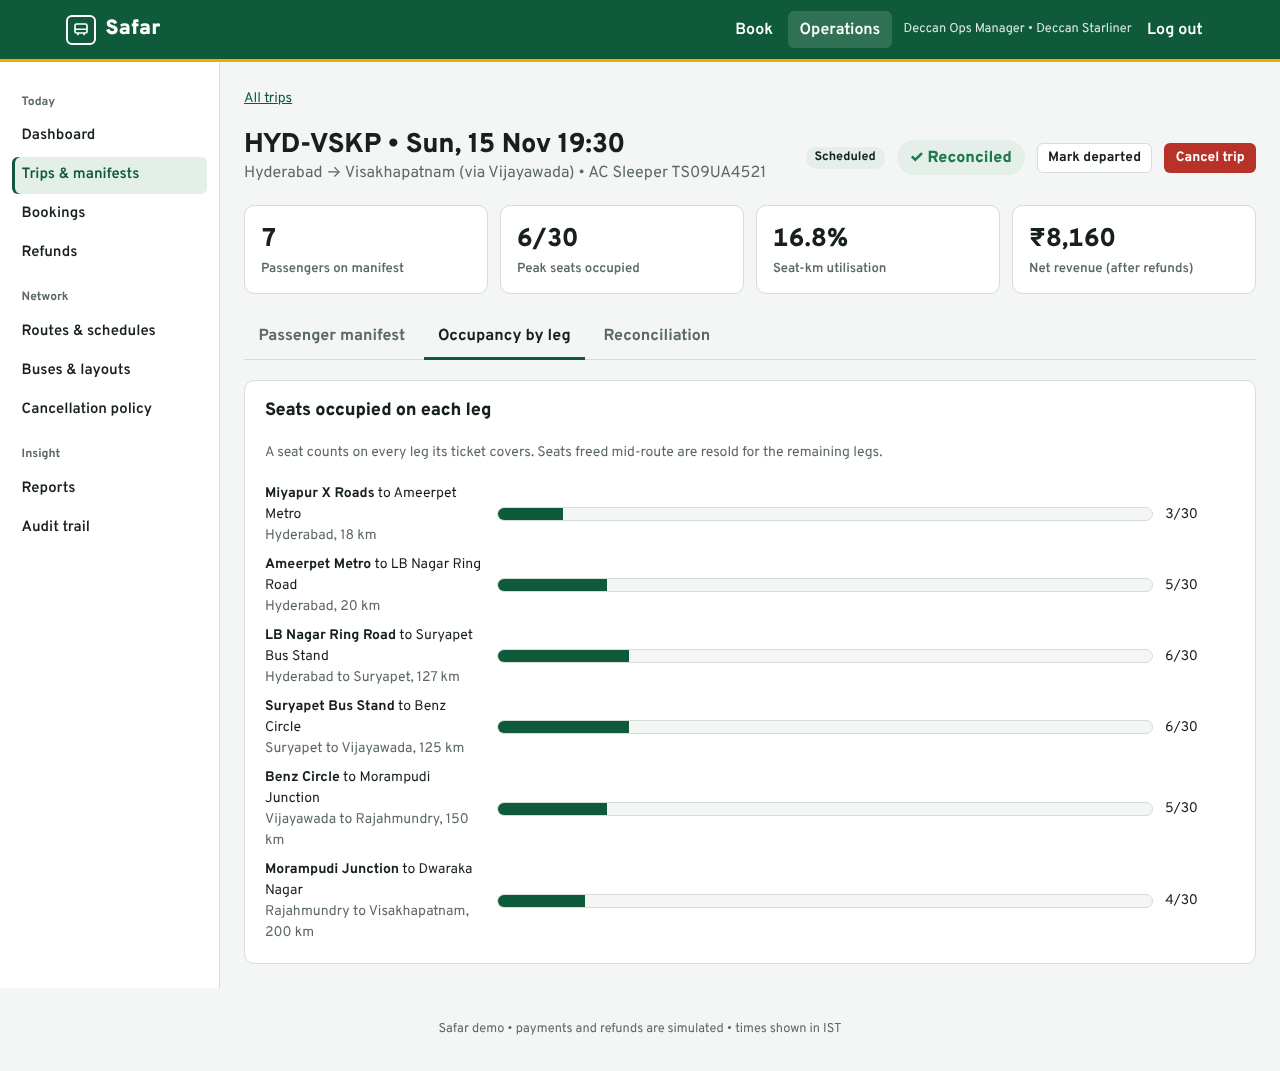 Safar
Book
Operations
Deccan Ops Manager • Deccan Starliner
Log out
Today
Dashboard
Trips & manifests
Bookings
Refunds
Network
Routes & schedules
Buses & layouts
Cancellation policy
Insight
Reports
Audit trail
All trips
HYD-VSKP • Sun, 15 Nov 19:30
Hyderabad → Visakhapatnam (via Vijayawada) • AC Sleeper TS09UA4521
Scheduled
✓ Reconciled
Mark departed
Cancel trip
7
Passengers on manifest
6/30
Peak seats occupied
16.8%
Seat-km utilisation
₹8,160
Net revenue (after refunds)
Passenger manifest
Occupancy by leg
Reconciliation
Seats occupied on each leg
A seat counts on every leg its ticket covers. Seats freed mid-route are resold for the remaining legs.
Miyapur X Roads to Ameerpet
Metro
Hyderabad, 18 km
3/30
Ameerpet Metro to LB Nagar Ring
Road
Hyderabad, 20 km
5/30
LB Nagar Ring Road to Suryapet
Bus Stand
Hyderabad to Suryapet, 127 km
6/30
Suryapet Bus Stand to Benz
Circle
Suryapet to Vijayawada, 125 km
6/30
Benz Circle to Morampudi
Junction
Vijayawada to Rajahmundry, 150
km
5/30
Morampudi Junction to Dwaraka
Nagar
Rajahmundry to Visakhapatnam,
200 km
4/30
Safar demo • payments and refunds are simulated • times shown in IST